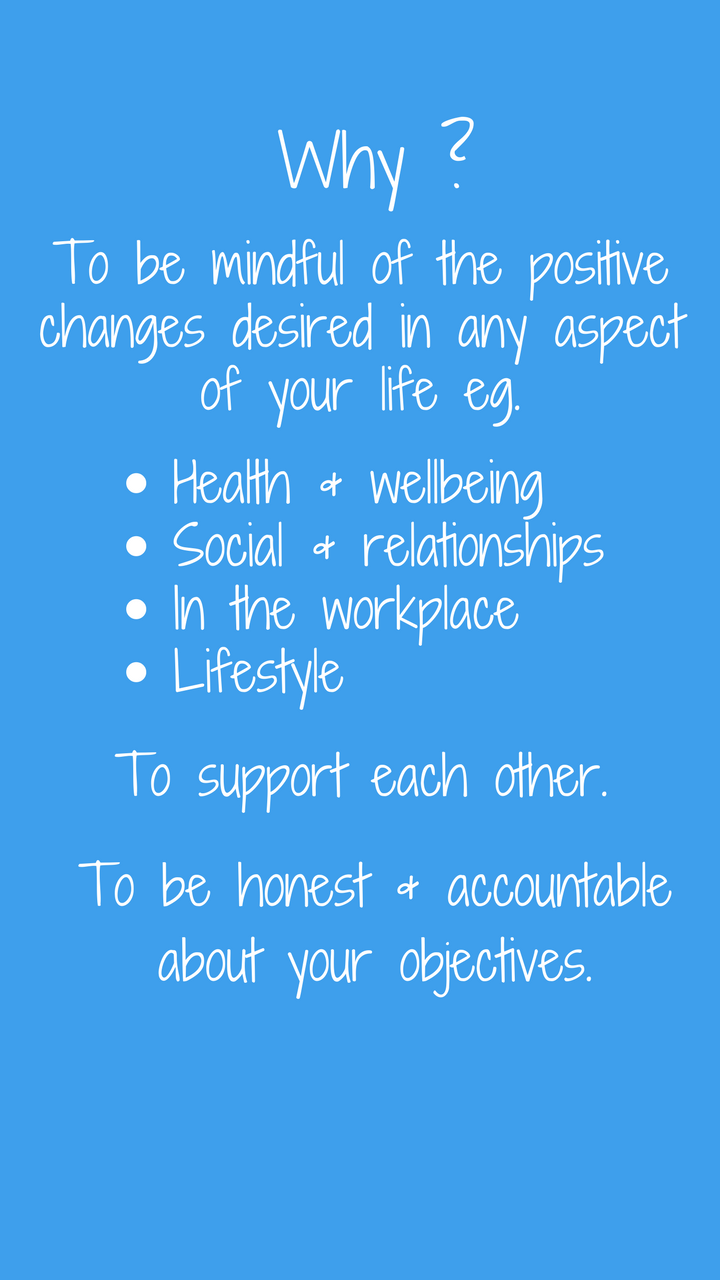 Why ?
To be mindful of the positive
changes desired in any aspect
of your life eg.
• Health & wellbeing
• Social & relationships
• In the workplace
• Lifestyle
To support each other.
To be honest & accountable
about your objectives.